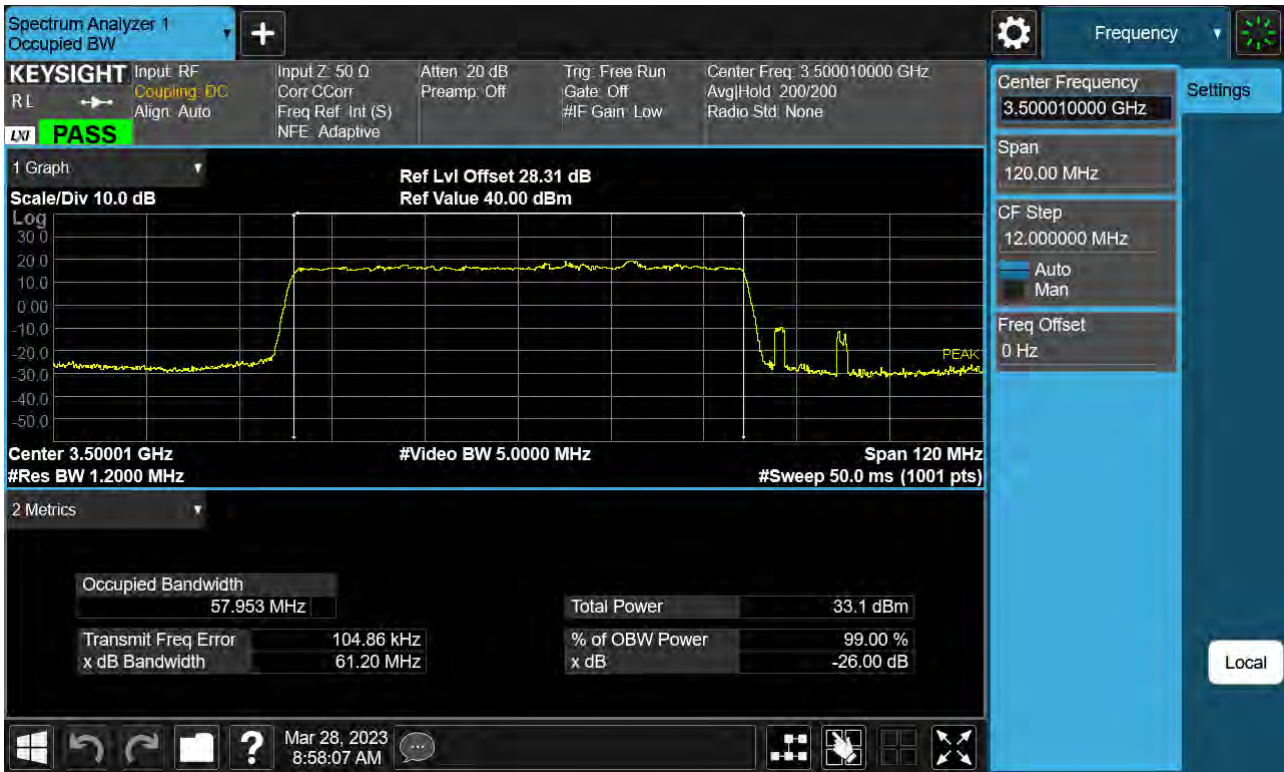 Spectrum Analyzer 1
Occupied BW
+
Frequency
KEYSIGHT
RL
LXI
PASS
Input: RF
Coupling: DC
Align: Auto
Input Z: 50 Ω
Corr CCorr
Freq Ref: Int (S)
NFE: Adaptive
Atten: 20 dB
Preamp: Off
Trig: Free Run
Gate: Off
#IF Gain: Low
Center Freq: 3.500010000 GHz
Avg|Hold: 200/200
Radio Std: None
Center Frequency
3.500010000 GHz
Settings
Span
120.00 MHz
CF Step
12.000000 MHz
Auto
Man
Freq Offset
0 Hz
Local
1 Graph
Scale/Div 10.0 dB
Ref Lvl Offset 28.31 dB
Ref Value 40.00 dBm
Log
30.0
20.0
10.0
0.00
-10.0
-20.0
-30.0
-40.0
-50.0
PEAK
Center 3.50001 GHz
#Video BW 5.0000 MHz
Span 120 MHz
#Res BW 1.2000 MHz
#Sweep 50.0 ms (1001 pts)
2 Metrics
Occupied Bandwidth
57.953 MHz
Total Power 33.1 dBm
Transmit Freq Error 104.86 kHz
% of OBW Power 99.00 %
x dB Bandwidth 61.20 MHz
x dB -26.00 dB
?
Mar 28, 2023
8:58:07 AM